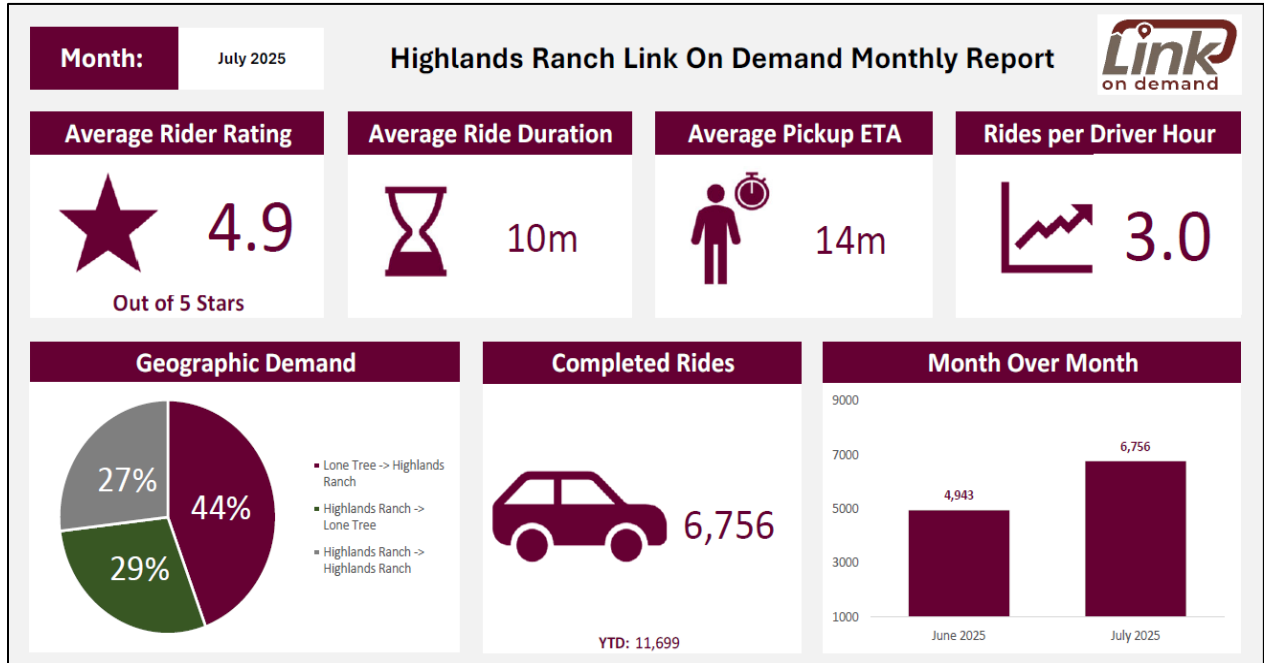 Month:
July 2025
Highlands Ranch Link On Demand Monthly Report
Link
on demand
Average Rider Rating
4.9
Out of 5 Stars
Average Ride Duration
10m
Average Pickup ETA
14m
Rides per Driver Hour
3.0
Geographic Demand
27%
44%
29%
Lone Tree -> Highlands
Ranch
Highlands Ranch ->
Lone Tree
Highlands Ranch ->
Highlands Ranch
Completed Rides
6,756
YTD: 11,699
Month Over Month
9000
7000
5000
3000
1000
4,943
6,756
June 2025
July 2025